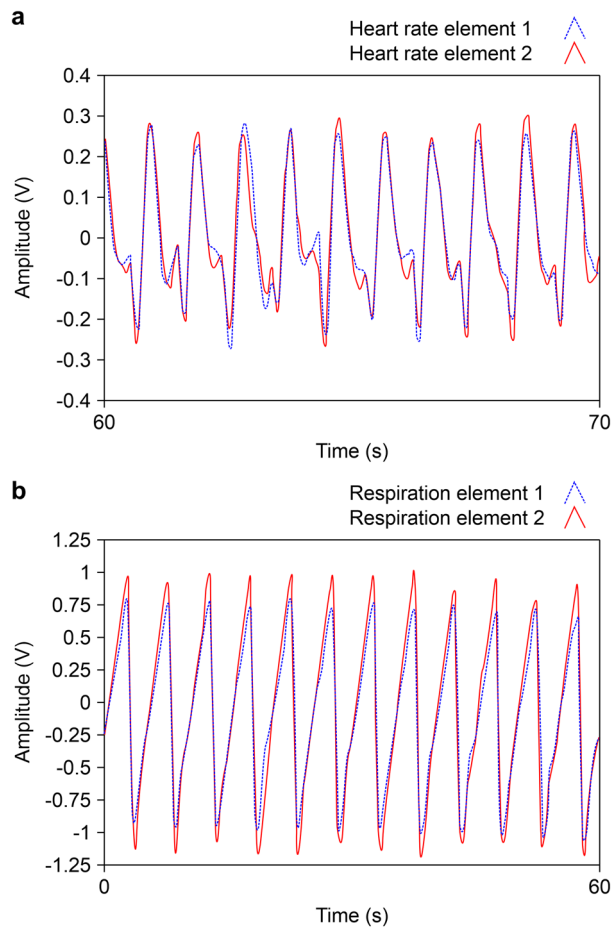 a
Heart rate element 1
Heart rate element 2
0.4
0.3
0.2
0.1
0
-0.1
-0.2
-0.3
-0.4
Amplitude (V)
60
70
Time (s)
b
Respiration element 1
Respiration element 2
1.25
1
0.75
0.5
0.25
0
-0.25
-0.5
-0.75
-1
-1.25
Amplitude (V)
0
60
Time (s)